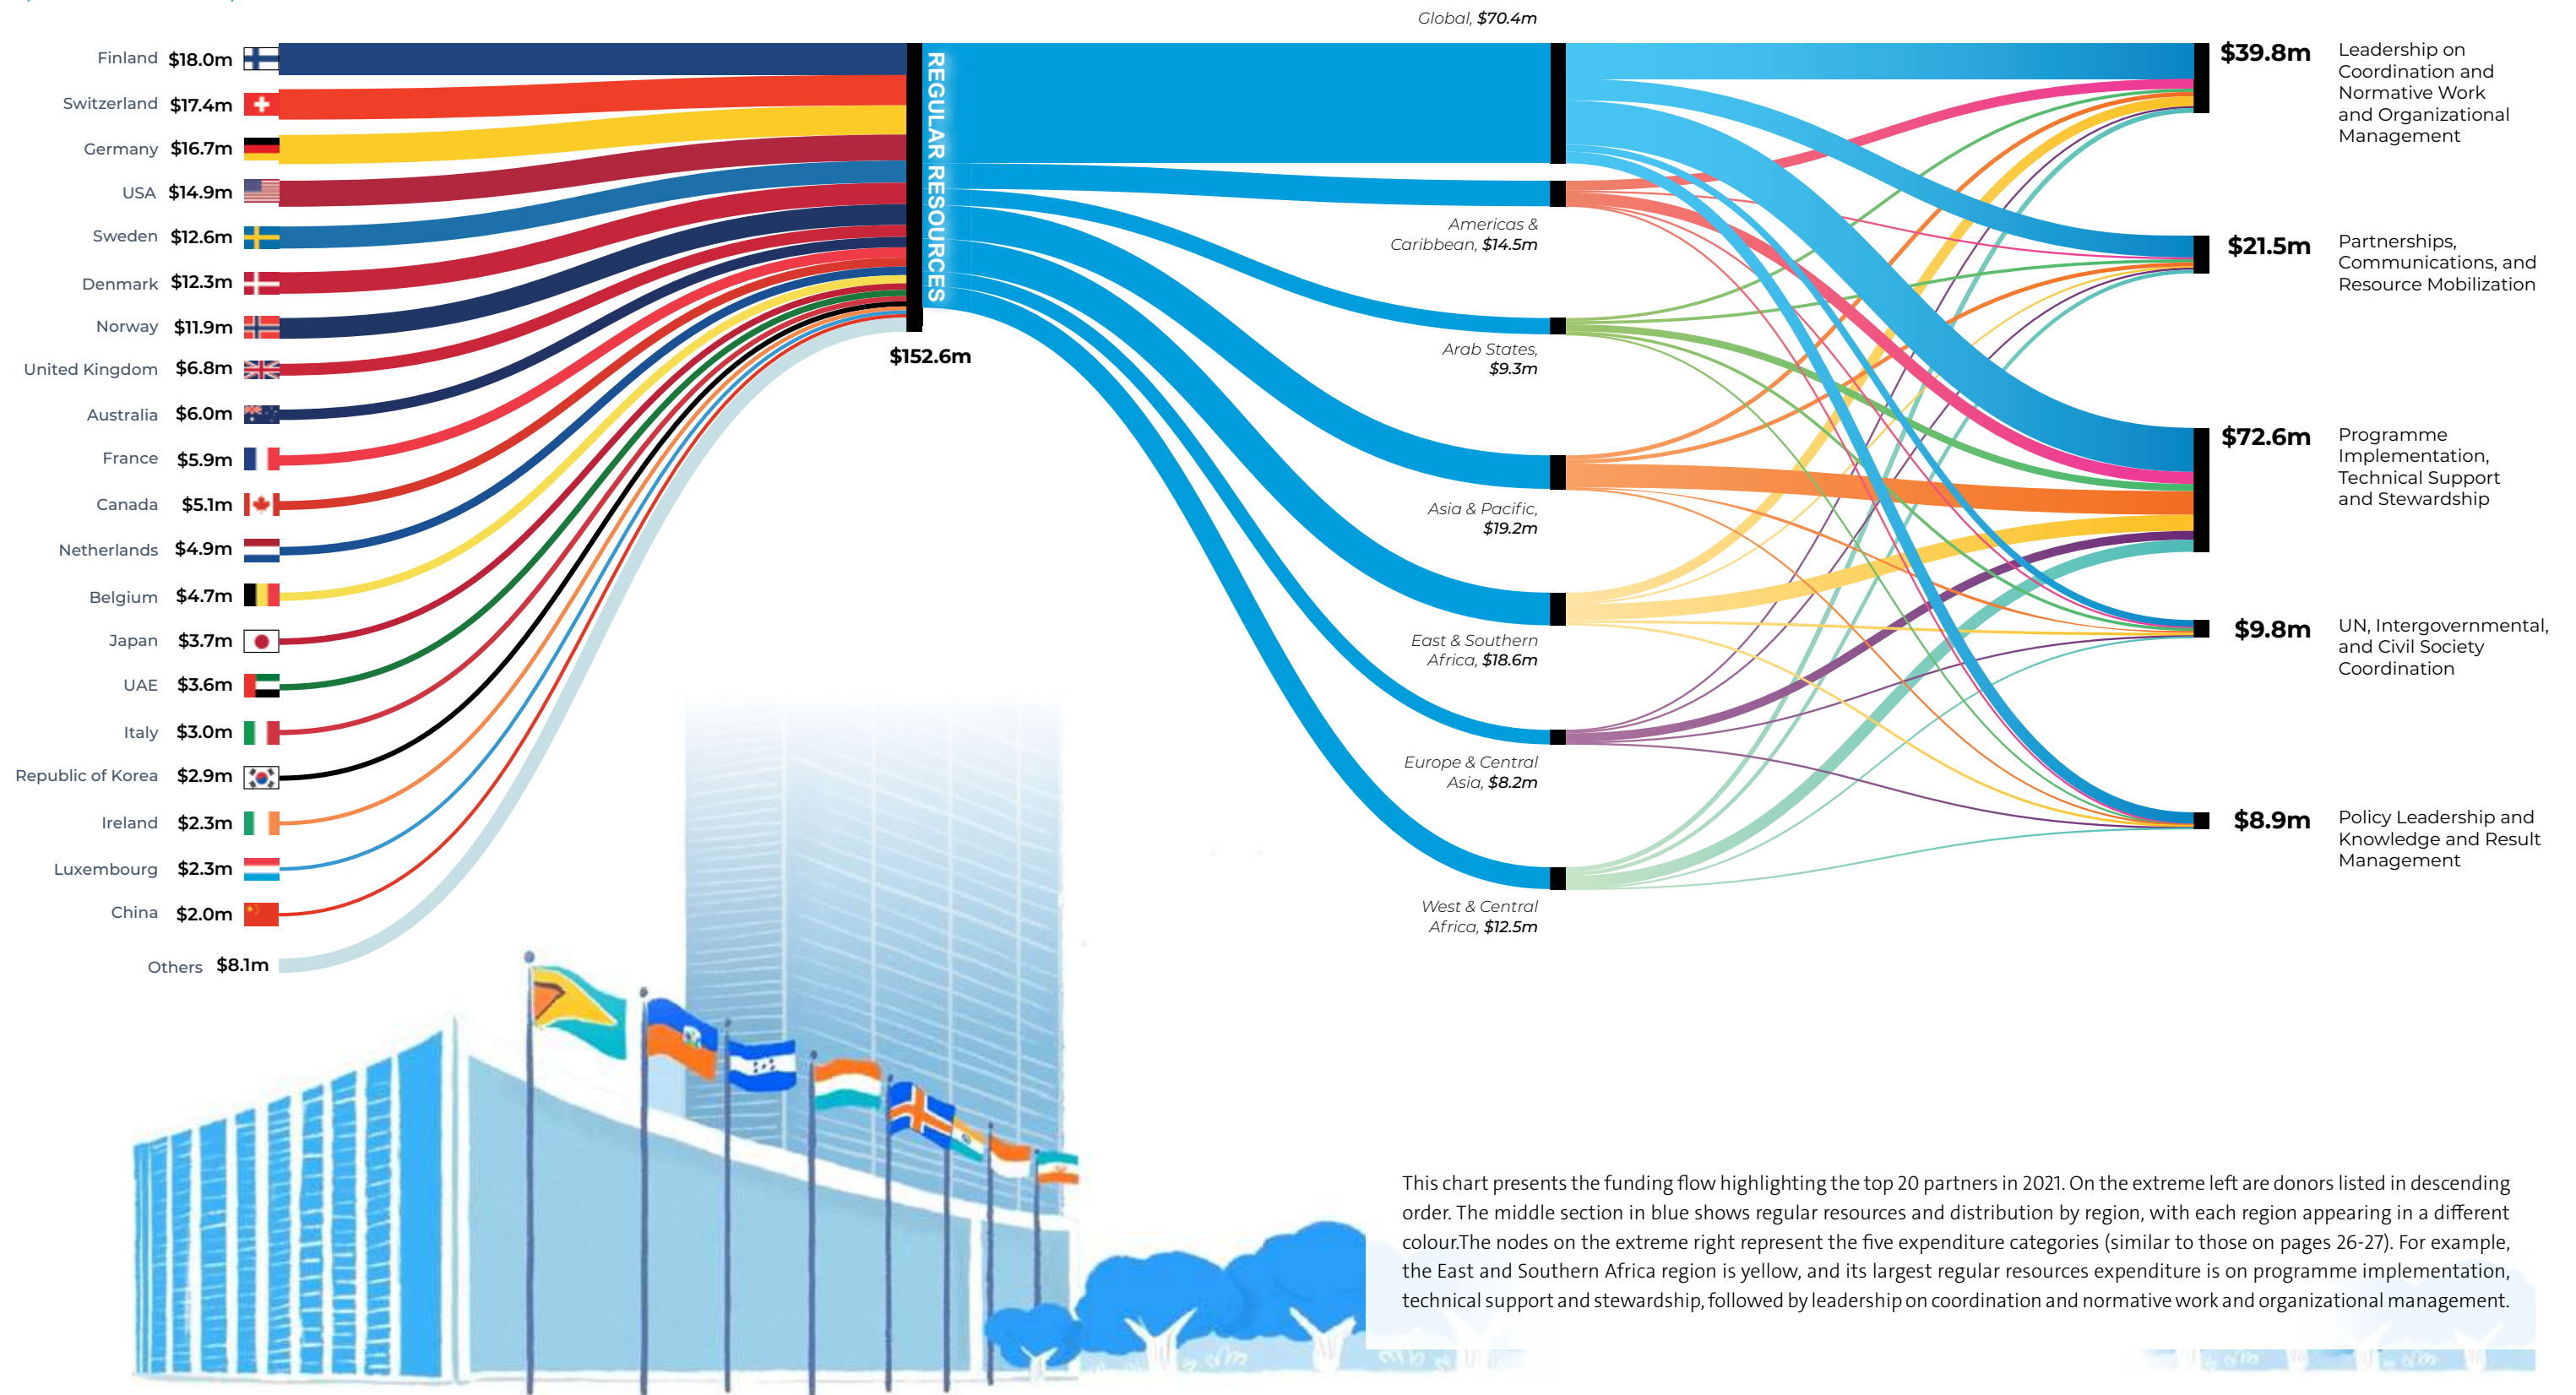 Finland $18.0m
Switzerland $17.4m
Germany $16.7m
USA $14.9m
Sweden $12.6m
Denmark $12.3m
Norway $11.9m
United Kingdom $6.8m
Australia $6.0m
France $5.9m
Canada $5.1m
Netherlands $4.9m
Belgium $4.7m
Japan $3.7m
UAE $3.6m
Italy $3.0m
Republic of Korea $2.9m
Ireland $2.3m
Luxembourg $2.3m
China $2.0m
Others $8.1m
REGULAR RESOURCES
$152.6m
Global, $70.4m
Americas &
Caribbean, $14.5m
Arab States,
$9.3m
Asia & Pacific,
$19.2m
East & Southern
Africa, $18.6m
Europe & Central
Asia, $8.2m
West & Central
Africa, $12.5m
$39.8m
Leadership on
Coordination and
Normative Work
and Organizational
Management
$21.5m
Partnerships,
Communications, and
Resource Mobilization
$72.6m
Programme
Implementation,
Technical Support
and Stewardship
$9.8m
UN, Intergovernmental,
and Civil Society
Coordination
$8.9m
Policy Leadership and
Knowledge and Result
Management
This chart presents the funding flow highlighting the top 20 partners in 2021. On the extreme left are donors listed in descending
order. The middle section in blue shows regular resources and distribution by region, with each region appearing in a different
colour.The nodes on the extreme right represent the five expenditure categories (similar to those on pages 26-27). For example,
the East and Southern Africa region is yellow, and its largest regular resources expenditure is on programme implementation,
technical support and stewardship, followed by leadership on coordination and normative work and organizational management.